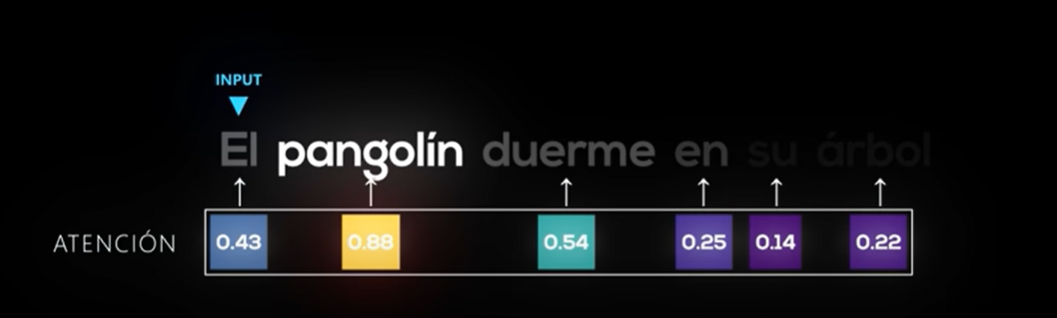 INPUT
El pangolín duerme en su árbol
ATENCIÓN 0.43 0.88 0.54 0.25 0.14 0.22